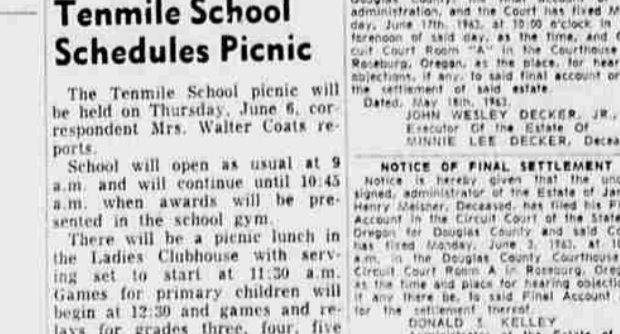 Tenmile School
Schedules Picnic
The Tenmile School picnic will
be held on Thursday, June 6, cor-
respondent Mrs. Walter Coats re-
ports.
School will open as usual at 9
a.m. and will continue until 10:45
a.m. when awards will be pre-
sented in the school gym.
There will be a picnic lunch in
the Ladies Clubhouse with serv-
ing set to start at 11:30 a.m.
Games for primary children will
begin at 12:30 and games and re-
lays for grades three, four, five
administration, and the Court has fixed
day, June 17th, 1963, at 10:00 o'clock in
forenoon of said day, as the time, and
cuit Court Room "A" in the Courthouse
Roseburg, Oregon, as the place, for hear
objections, if any, to said final account or
the settlement of said estate.
Dated, May 18th, 1963.
JOHN WESLEY DECKER, JR.,
Executor Of the Estate Of
MINNIE LEE DECKER, Decea
NOTICE OF FINAL SETTLEMENT
Notice is hereby given that the un
signed, administrator of the Estate of
Henry Meisner, Deceased, has filed his
Account in the Circuit Court of the State
Oregon for Douglas County and said
has fixed Monday, June 3, 1963, at
a.m. in the Douglas County Courthouse
Circuit Court Room A in Roseburg,
as the time and place for hearing
if any there be, to said Final Account
for the settlement thereof.
DONALD S. KELLEY